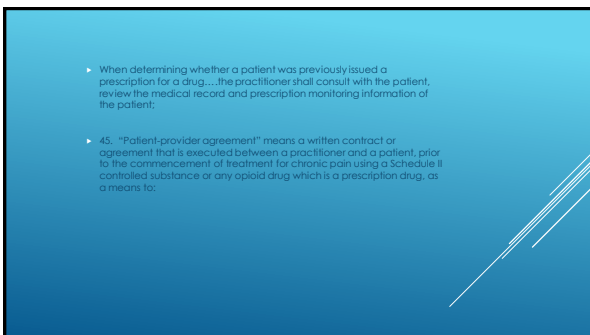 When determining whether a patient was previously issued a
prescription for a drug….the practitioner shall consult with the patient,
review the medical record and prescription monitoring information of
the patient;
45. “Patient-provider agreement” means a written contract or
agreement that is executed between a practitioner and a patient, prior
to the commencement of treatment for chronic pain using a Schedule II
controlled substance or any opioid drug which is a prescription drug, as
a means to: